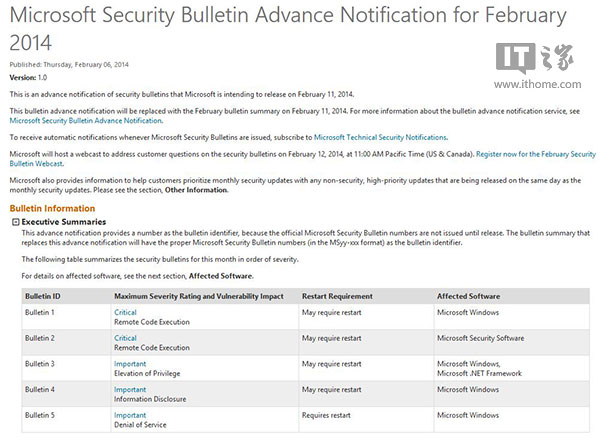 Microsoft Security Bulletin Advance Notification for February
2014
IT之家
www.ithome.com
Published: Thursday, February 06, 2014
Version: 1.0
This is an advance notification of security bulletins that Microsoft is intending to release on February 11, 2014.
This bulletin advance notification will be replaced with the February bulletin summary on February 11, 2014. For more information about the bulletin advance notification service, see
Microsoft Security Bulletin Advance Notification.
To receive automatic notifications whenever Microsoft Security Bulletins are issued, subscribe to Microsoft Technical Security Notifications.
Microsoft will host a webcast to address customer questions on the security bulletins on February 12, 2014, at 11:00 AM Pacific Time (US & Canada). Register now for the February Security
Bulletin Webcast.
Microsoft also provides information to help customers prioritize monthly security updates with any non-security, high-priority updates that are being released on the same day as the
monthly security updates. Please see the section, Other Information.
Bulletin Information
Executive Summaries
This advance notification provides a number as the bulletin identifier, because the official Microsoft Security Bulletin numbers are not issued until release. The bulletin summary that
replaces this advance notification will have the proper Microsoft Security Bulletin numbers (in the MSyy-xxx format) as the bulletin identifier.
The following table summarizes the security bulletins for this month in order of severity.
For details on affected software, see the next section, Affected Software.
Bulletin ID Maximum Severity Rating and Vulnerability Impact Restart Requirement Affected Software
Bulletin 1 Critical May require restart Microsoft Windows
Remote Code Execution
Bulletin 2 Critical May require restart Microsoft Security Software
Remote Code Execution
Bulletin 3 Important May require restart Microsoft Windows,
Elevation of Privilege Microsoft .NET Framework
Bulletin 4 Important May require restart Microsoft Windows
Information Disclosure
Bulletin 5 Important Requires restart Microsoft Windows
Denial of Service